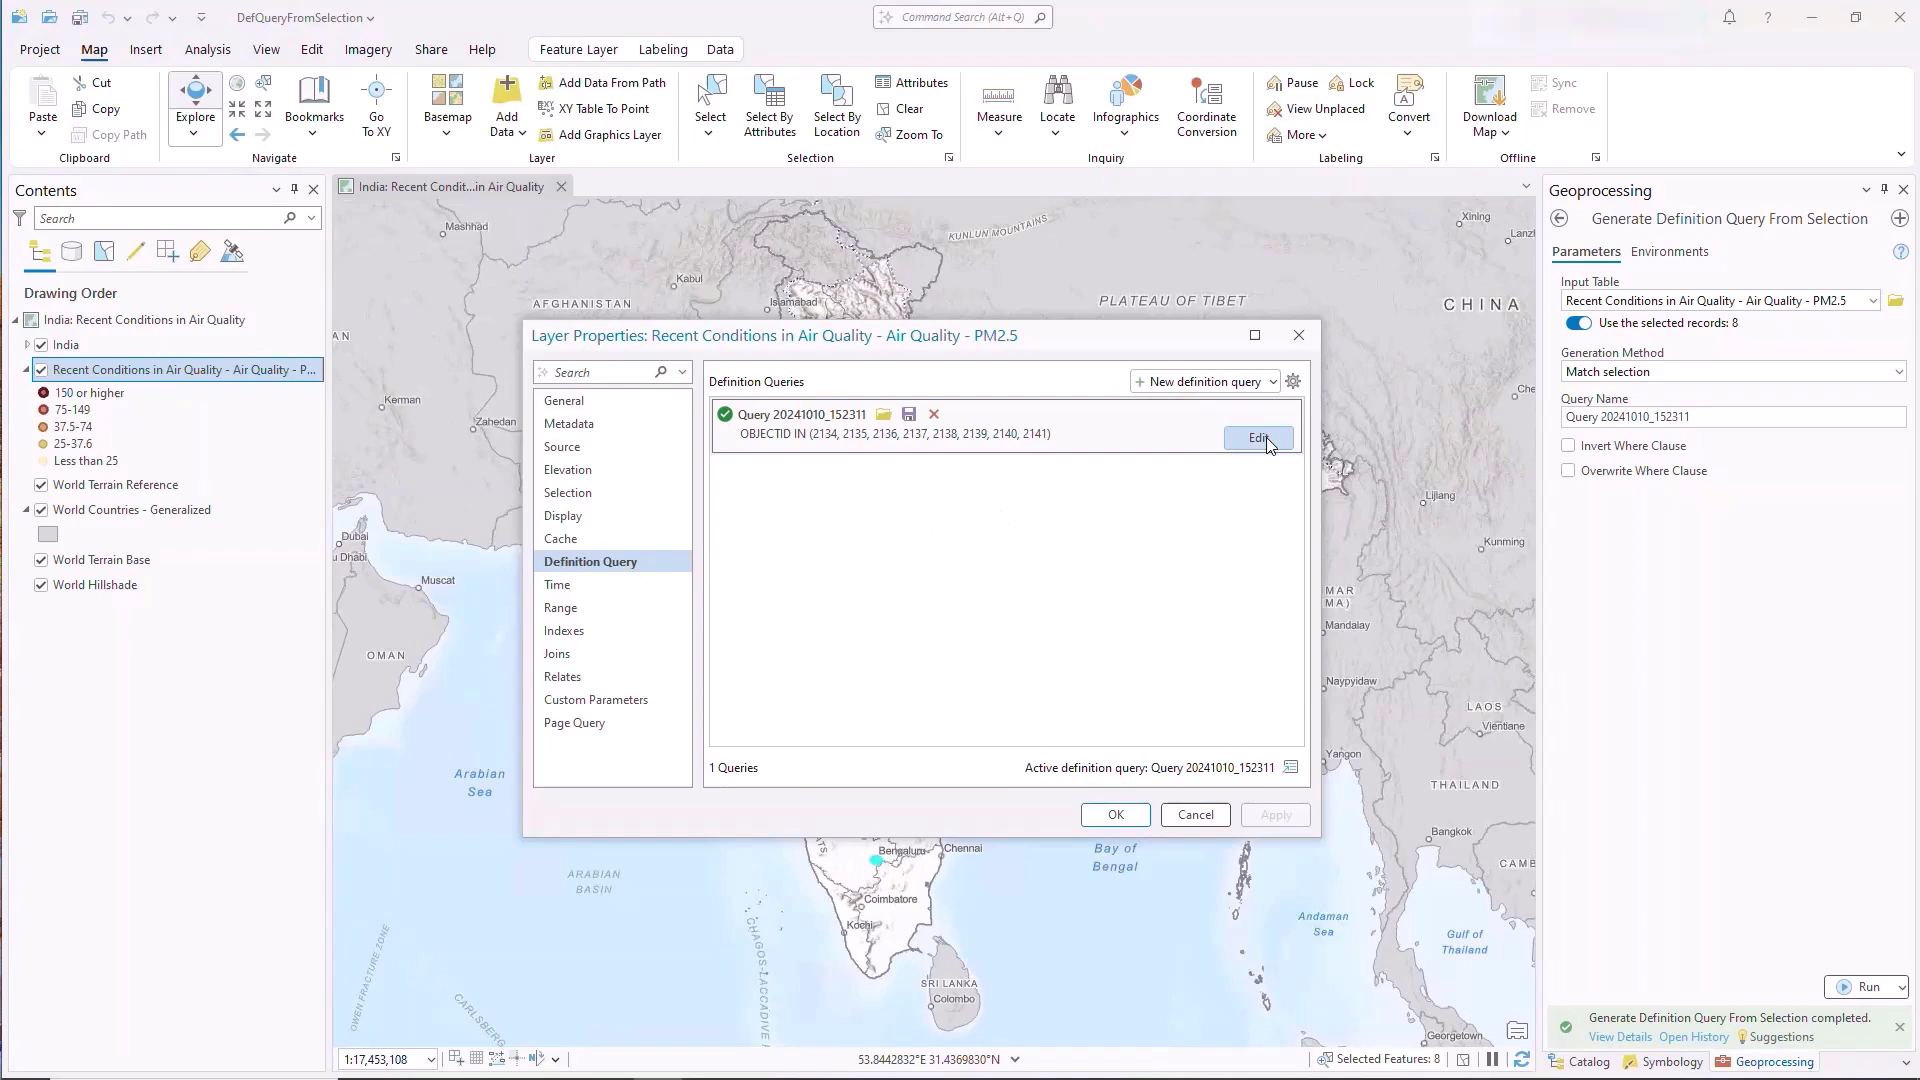 DefQueryFromSelection
Command Search (Alt+Q)
?
Project Map Insert Analysis View Edit Imagery Share Help Feature Layer Labeling Data
Paste
Cut
Copy
Copy Path
Clipboard
Explore
Bookmarks
Go
To XY
Navigate
Basemap
Add
Data
Add Data From Path
XY Table To Point
Add Graphics Layer
Layer
Select
Select By
Attributes
Select By
Location
Attributes
Clear
Zoom To
Selection
Measure
Locate
Infographics
Coordinate
Conversion
Inquiry
Pause
Lock
View Unplaced
More
Convert
Labeling
Download
Map
Sync
Remove
Offline
Contents
Search
Drawing Order
India: Recent Conditions in Air Quality
India
Recent Conditions in Air Quality - Air Quality - P...
150 or higher
75-149
37.5-74
25-37.6
Less than 25
World Terrain Reference
World Countries - Generalized
World Terrain Base
World Hillshade
India: Recent Condit...in Air Quality
Mashhad
Kabul
AFGHANISTAN
Islamabad
KUNLUN MOUNTAINS
PLATEAU OF TIBET
Xining
Lanzl
CHINA
AN
Kerman
Zahedan
Dubai
u Dhabi
Muscat
OMAN
Arabian
Sea
ARABIAN
BASIN
OWEN FRACTURE ZONE
CARLSBERG
CHAGOS-LACCADIVE
Che
Lijiang
Kunming
MAR
MA)
Mandalay
Naypyidaw
LAOS
Vientiane
Yangon
THAILAND
Bangkok
CAMB
Bengaluru
Chennai
Coimbatore
Kochi
SRI LANKA
Colombo
Bay of
Bengal
Andaman
Sea
Gulf of
Thailand
Georgetown
Layer Properties: Recent Conditions in Air Quality - Air Quality - PM2.5
Search
General
Metadata
Source
Elevation
Selection
Display
Cache
Definition Query
Time
Range
Indexes
Joins
Relates
Custom Parameters
Page Query
Definition Queries
New definition query
Query 20241010_152311
OBJECTID IN (2134, 2135, 2136, 2137, 2138, 2139, 2140, 2141)
Edit
1 Queries
Active definition query: Query 20241010_152311
OK
Cancel
Apply
Geoprocessing
Generate Definition Query From Selection
Parameters Environments
?
Input Table
Recent Conditions in Air Quality - Air Quality - PM2.5
Use the selected records: 8
Generation Method
Match selection
Query Name
Query 20241010_152311
Invert Where Clause
Overwrite Where Clause
Run
Generate Definition Query From Selection completed.
View Details Open History Suggestions
1:17,453,108
53.8442832°E 31.4369830°N
Selected Features: 8
Catalog Symbology Geoprocessing